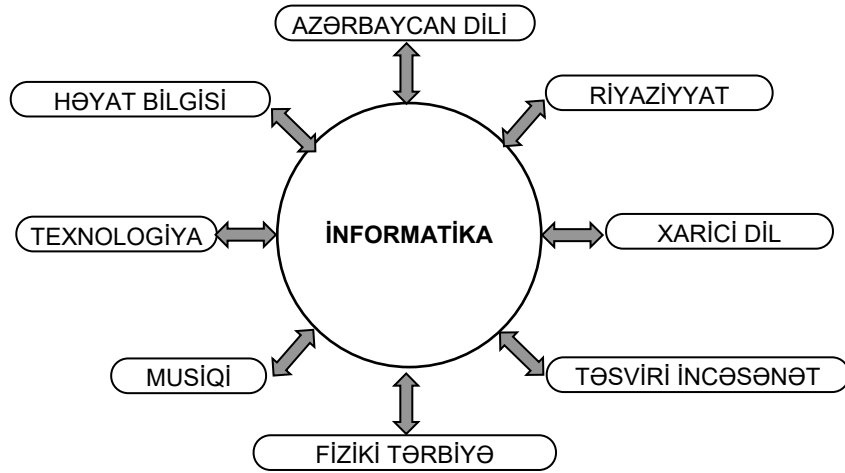 AZƏRBAYCAN DİLİ
HƏYAT BİLGİSİ
RİYAZİYYAT
TEXNOLOGİYA
İNFORMATİKA
XARİCİ DİL
MUSİQİ
TƏSVİRİ İNCƏSƏNƏT
FİZİKİ TƏRBİYƏ